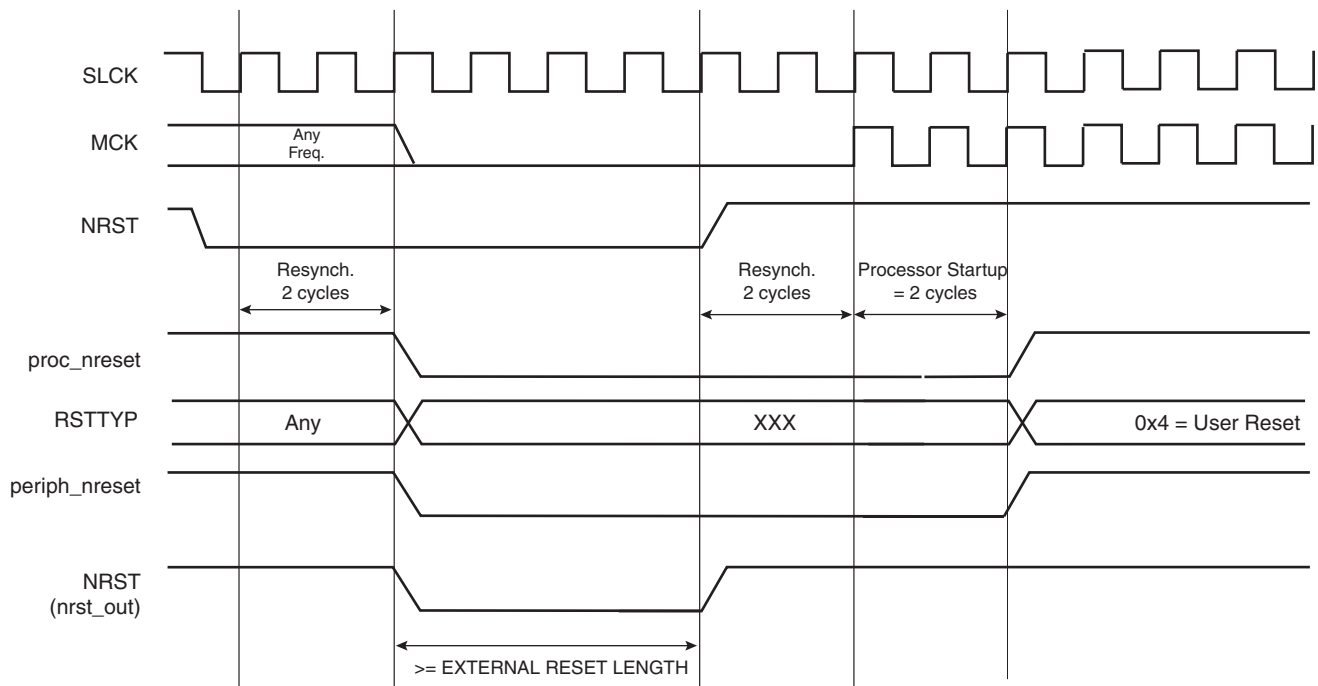 SLCK
MCK
Any
Freq.
NRST
Resynch.
2 cycles
Resynch.
2 cycles
Processor Startup
= 2 cycles
proc_nreset
RSTTYP
Any
XXX
0x4 = User Reset
periph_nreset
NRST
(nrst_out)
>= EXTERNAL RESET LENGTH